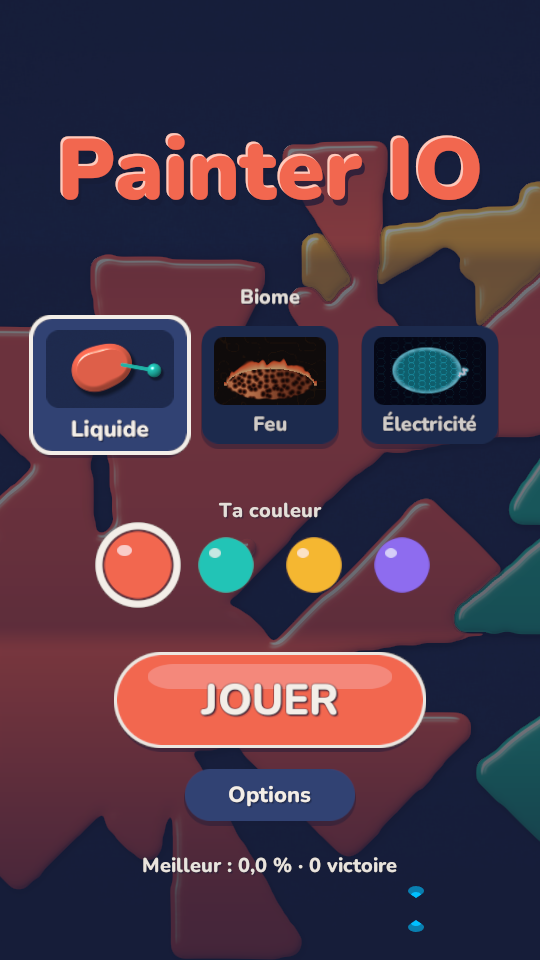 Painter IO
Biome
Liquide
Feu
Électricité
Ta couleur
JOUER
Options
Meilleur : 0,0 % · 0 victoire